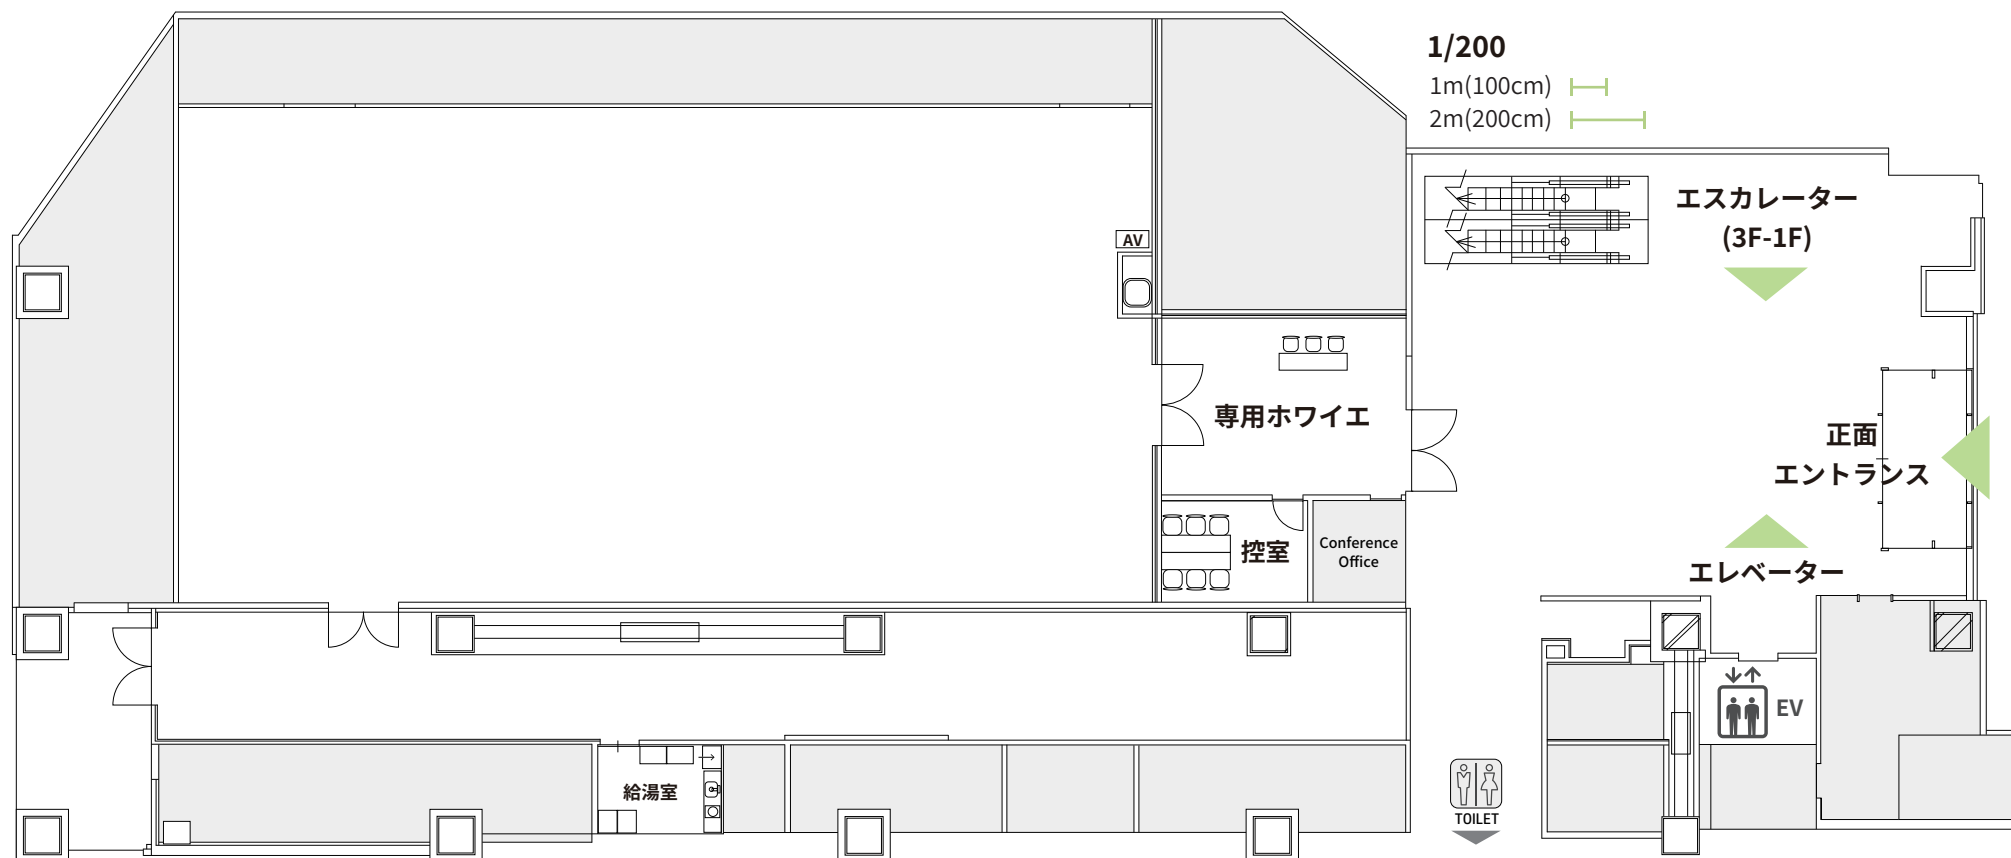 1/200
1m(100cm)
2m(200cm)
エスカレーター
(3F-1F)
AV
専用ホワイエ
正面
エントランス
控室
Conference
Office
エレベーター
EV
給湯室
TOILET